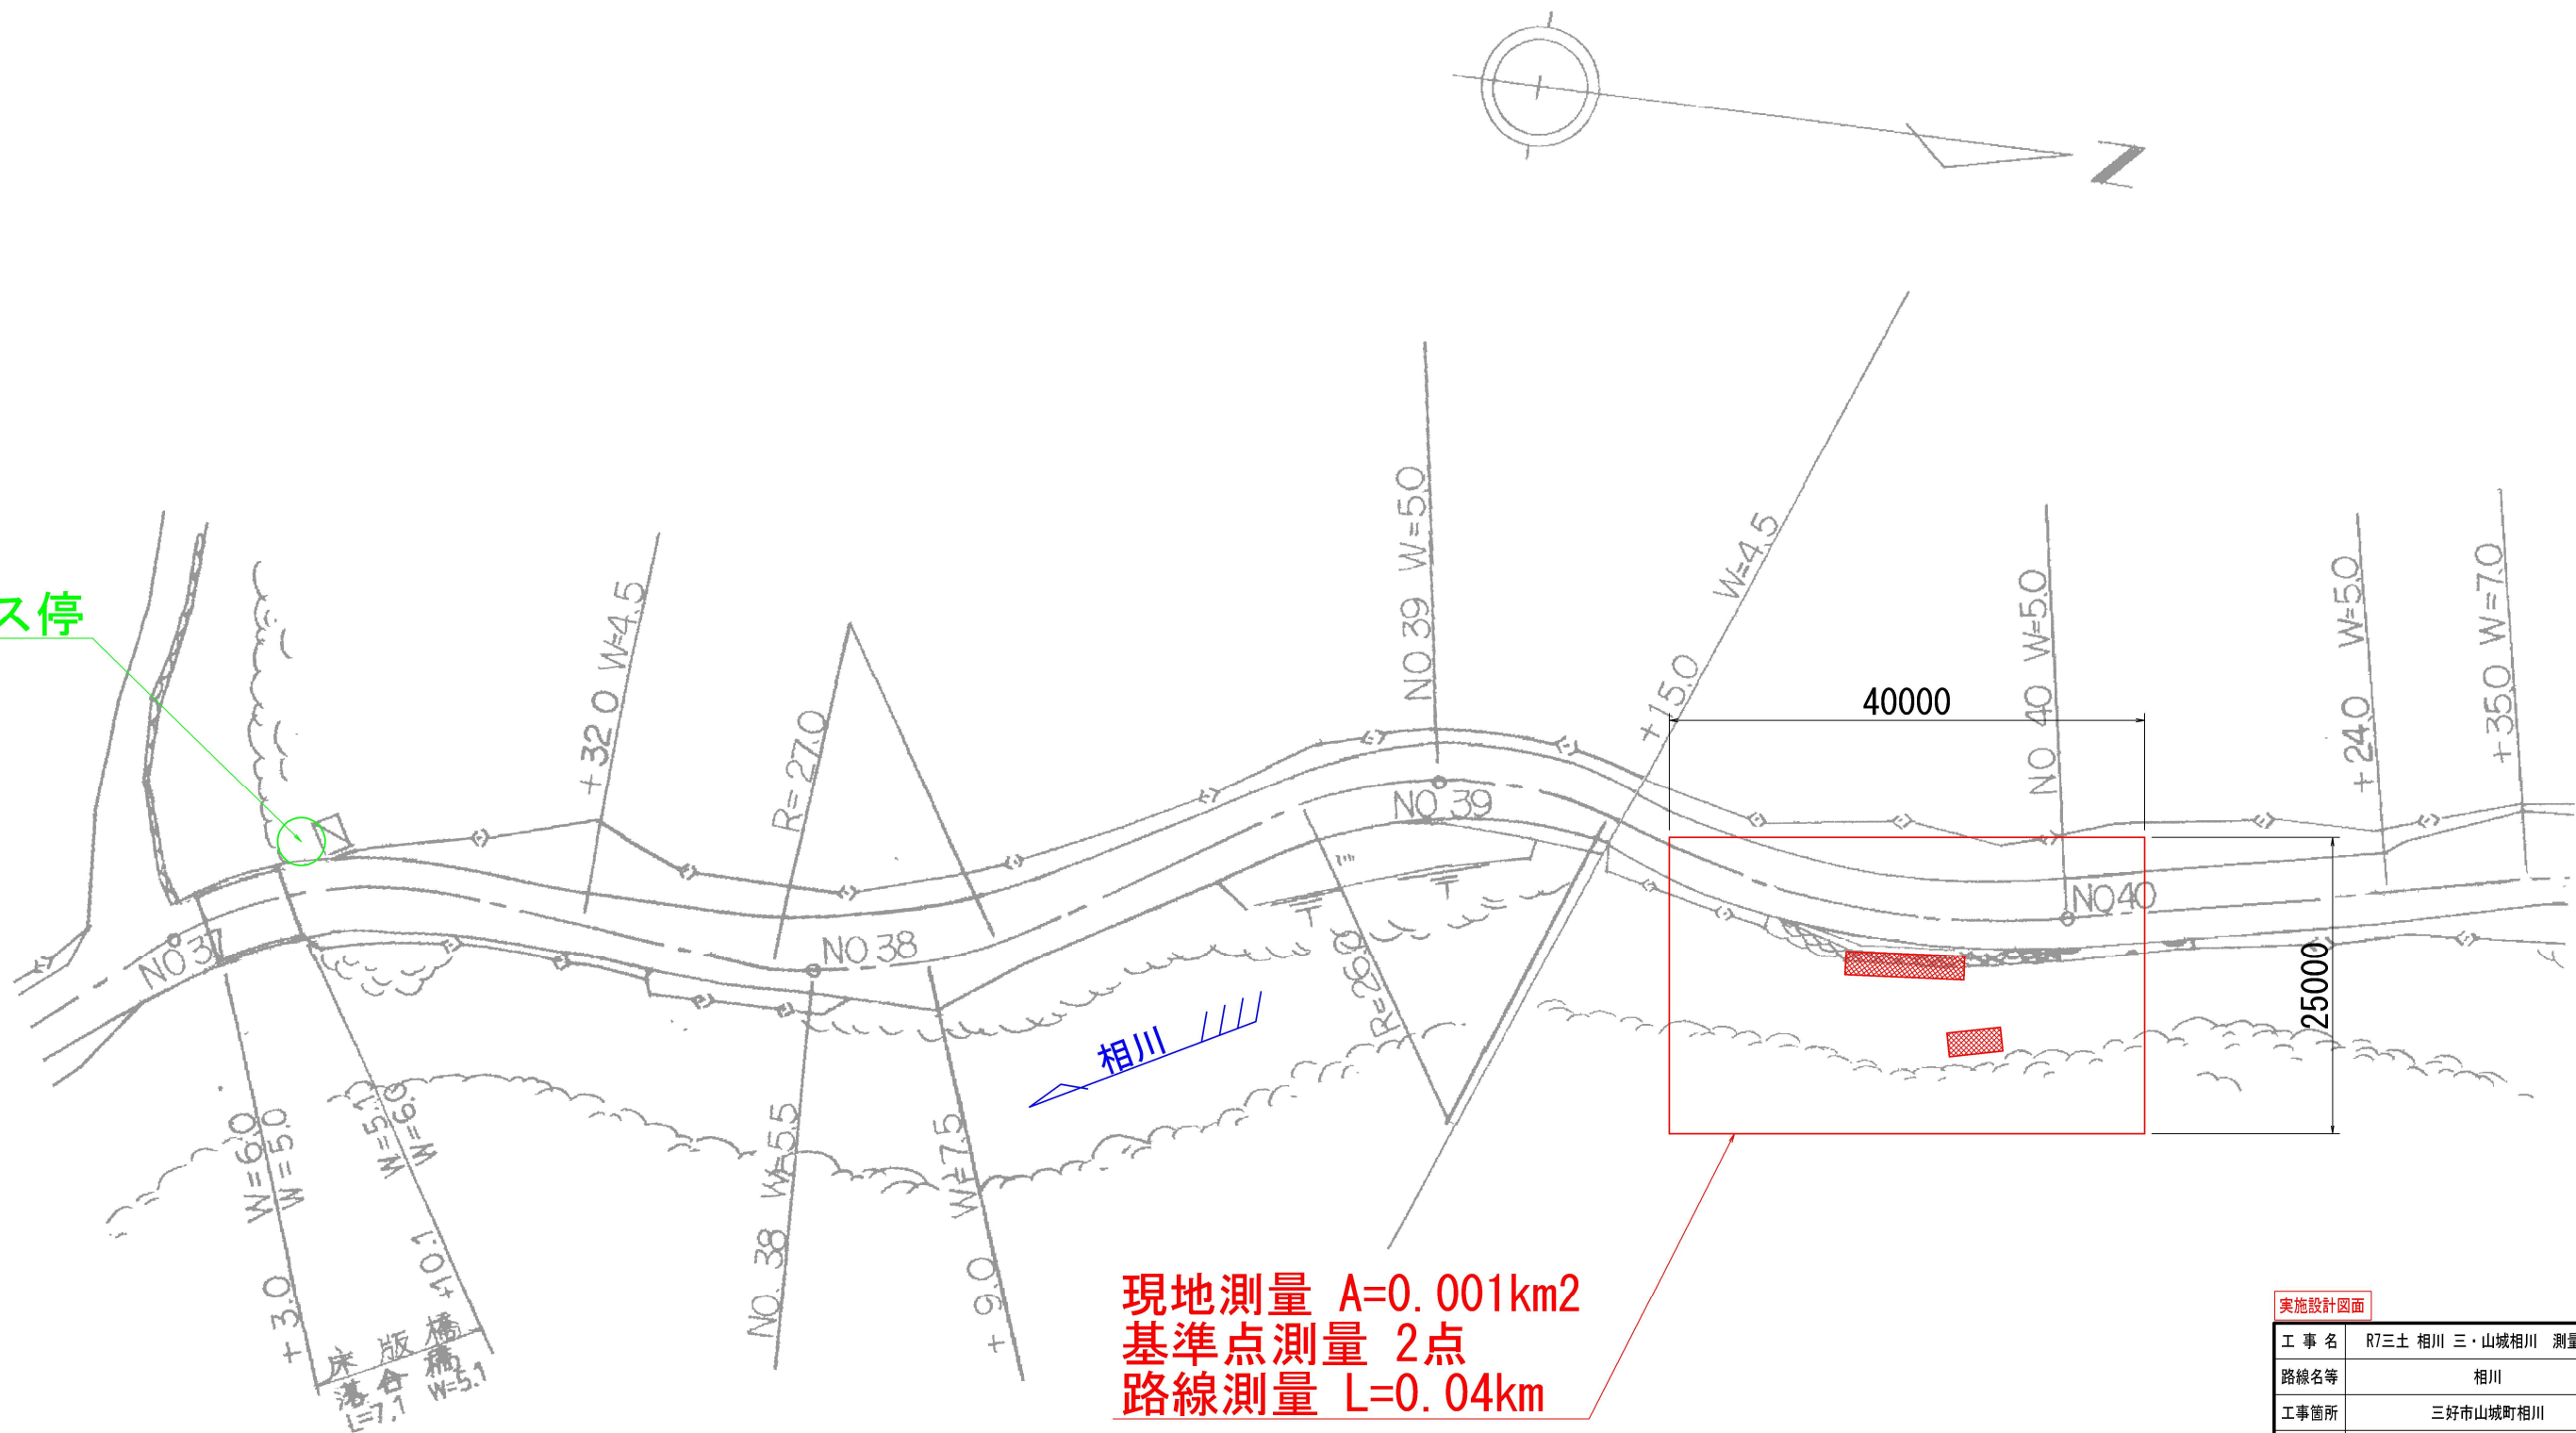 N
ス停
+32.0 W=4.5
R=27.0
NO 39 W=5.0
+15.0 W=4.5
NO 40 W=5.0
+24.0 W=5.0
+35.0 W=7.0
40000
25000
NO 37
NO 38
NO 39
NO 40
R=26.0
相川
W=6.0
W=5.0
+3.0
W=5.1
W=6.0
+10.1
床版橋
落合橋
L=7.1 W=5.1
NO. 38 W=5.5
+9.0 W=7.5
現地測量 A=0.001km2
基準点測量 2点
路線測量 L=0.04km
実施設計図面
工事名 R7三土 相川 三・山城相川 測量
路線名等 相川
工事箇所 三好市山城町相川